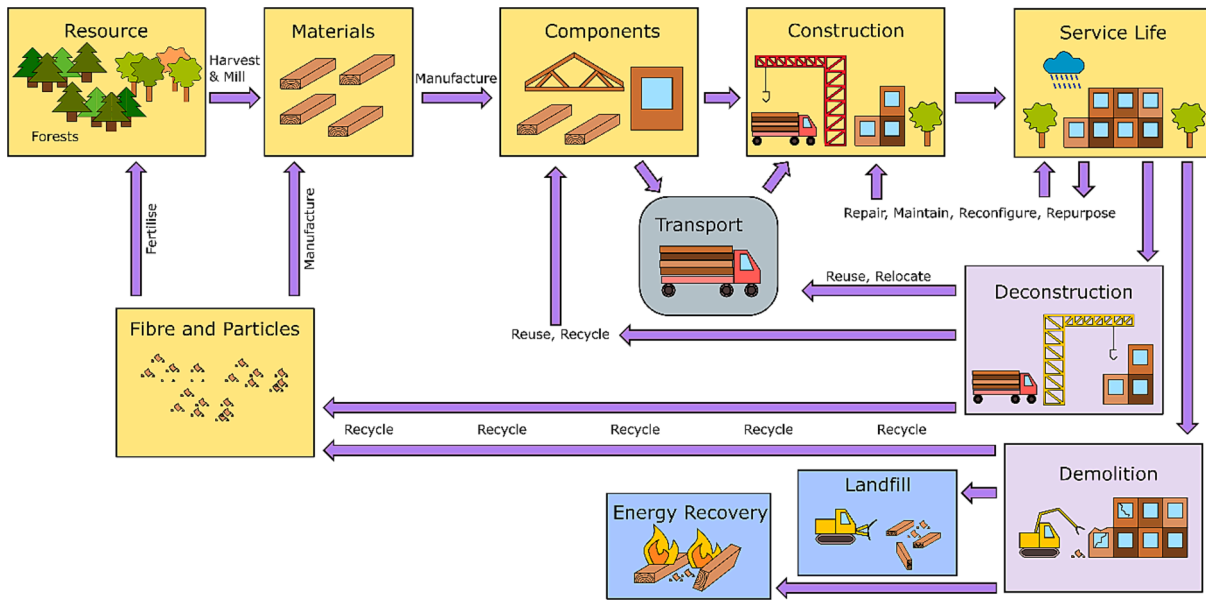 Resource
Forests
Harvest
& Mill
Materials
Manufacture
Components
Construction
Service Life
Fertilise
Manufacture
Transport
Repair, Maintain, Reconfigure, Repurpose
Reuse, Relocate
Reuse, Recycle
Deconstruction
Fibre and Particles
Recycle Recycle Recycle Recycle Recycle
Demolition
Landfill
Energy Recovery